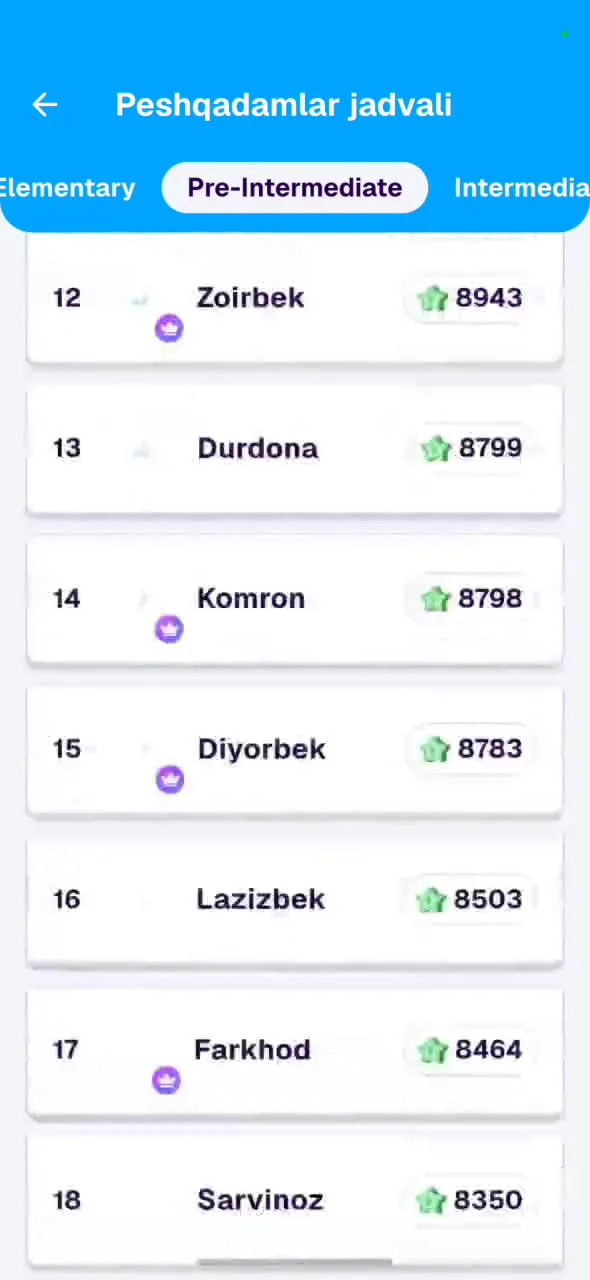 Peshqadamlar jadvali
Elementary Pre-Intermediate Intermedia
12 Zoirbek 8943
13 Durdona 8799
14 Komron 8798
15 Diyorbek 8783
16 Lazizbek 8503
17 Farkhod 8464
18 Sarvinoz 8350